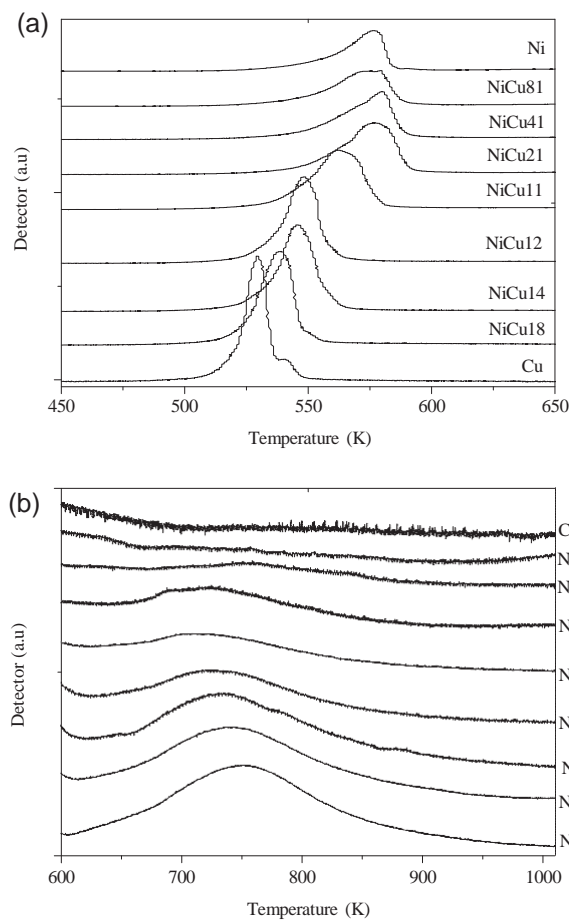 (a)
Ni
NiCu81
NiCu41
NiCu21
NiCu11
NiCu12
NiCu14
NiCu18
Cu
Detector (a.u)
450 500 550 600 650
Temperature (K)
(b)
C
N
N
N
N
N
N
N
N
Detector (a.u)
600 700 800 900 1000
Temperature (K)